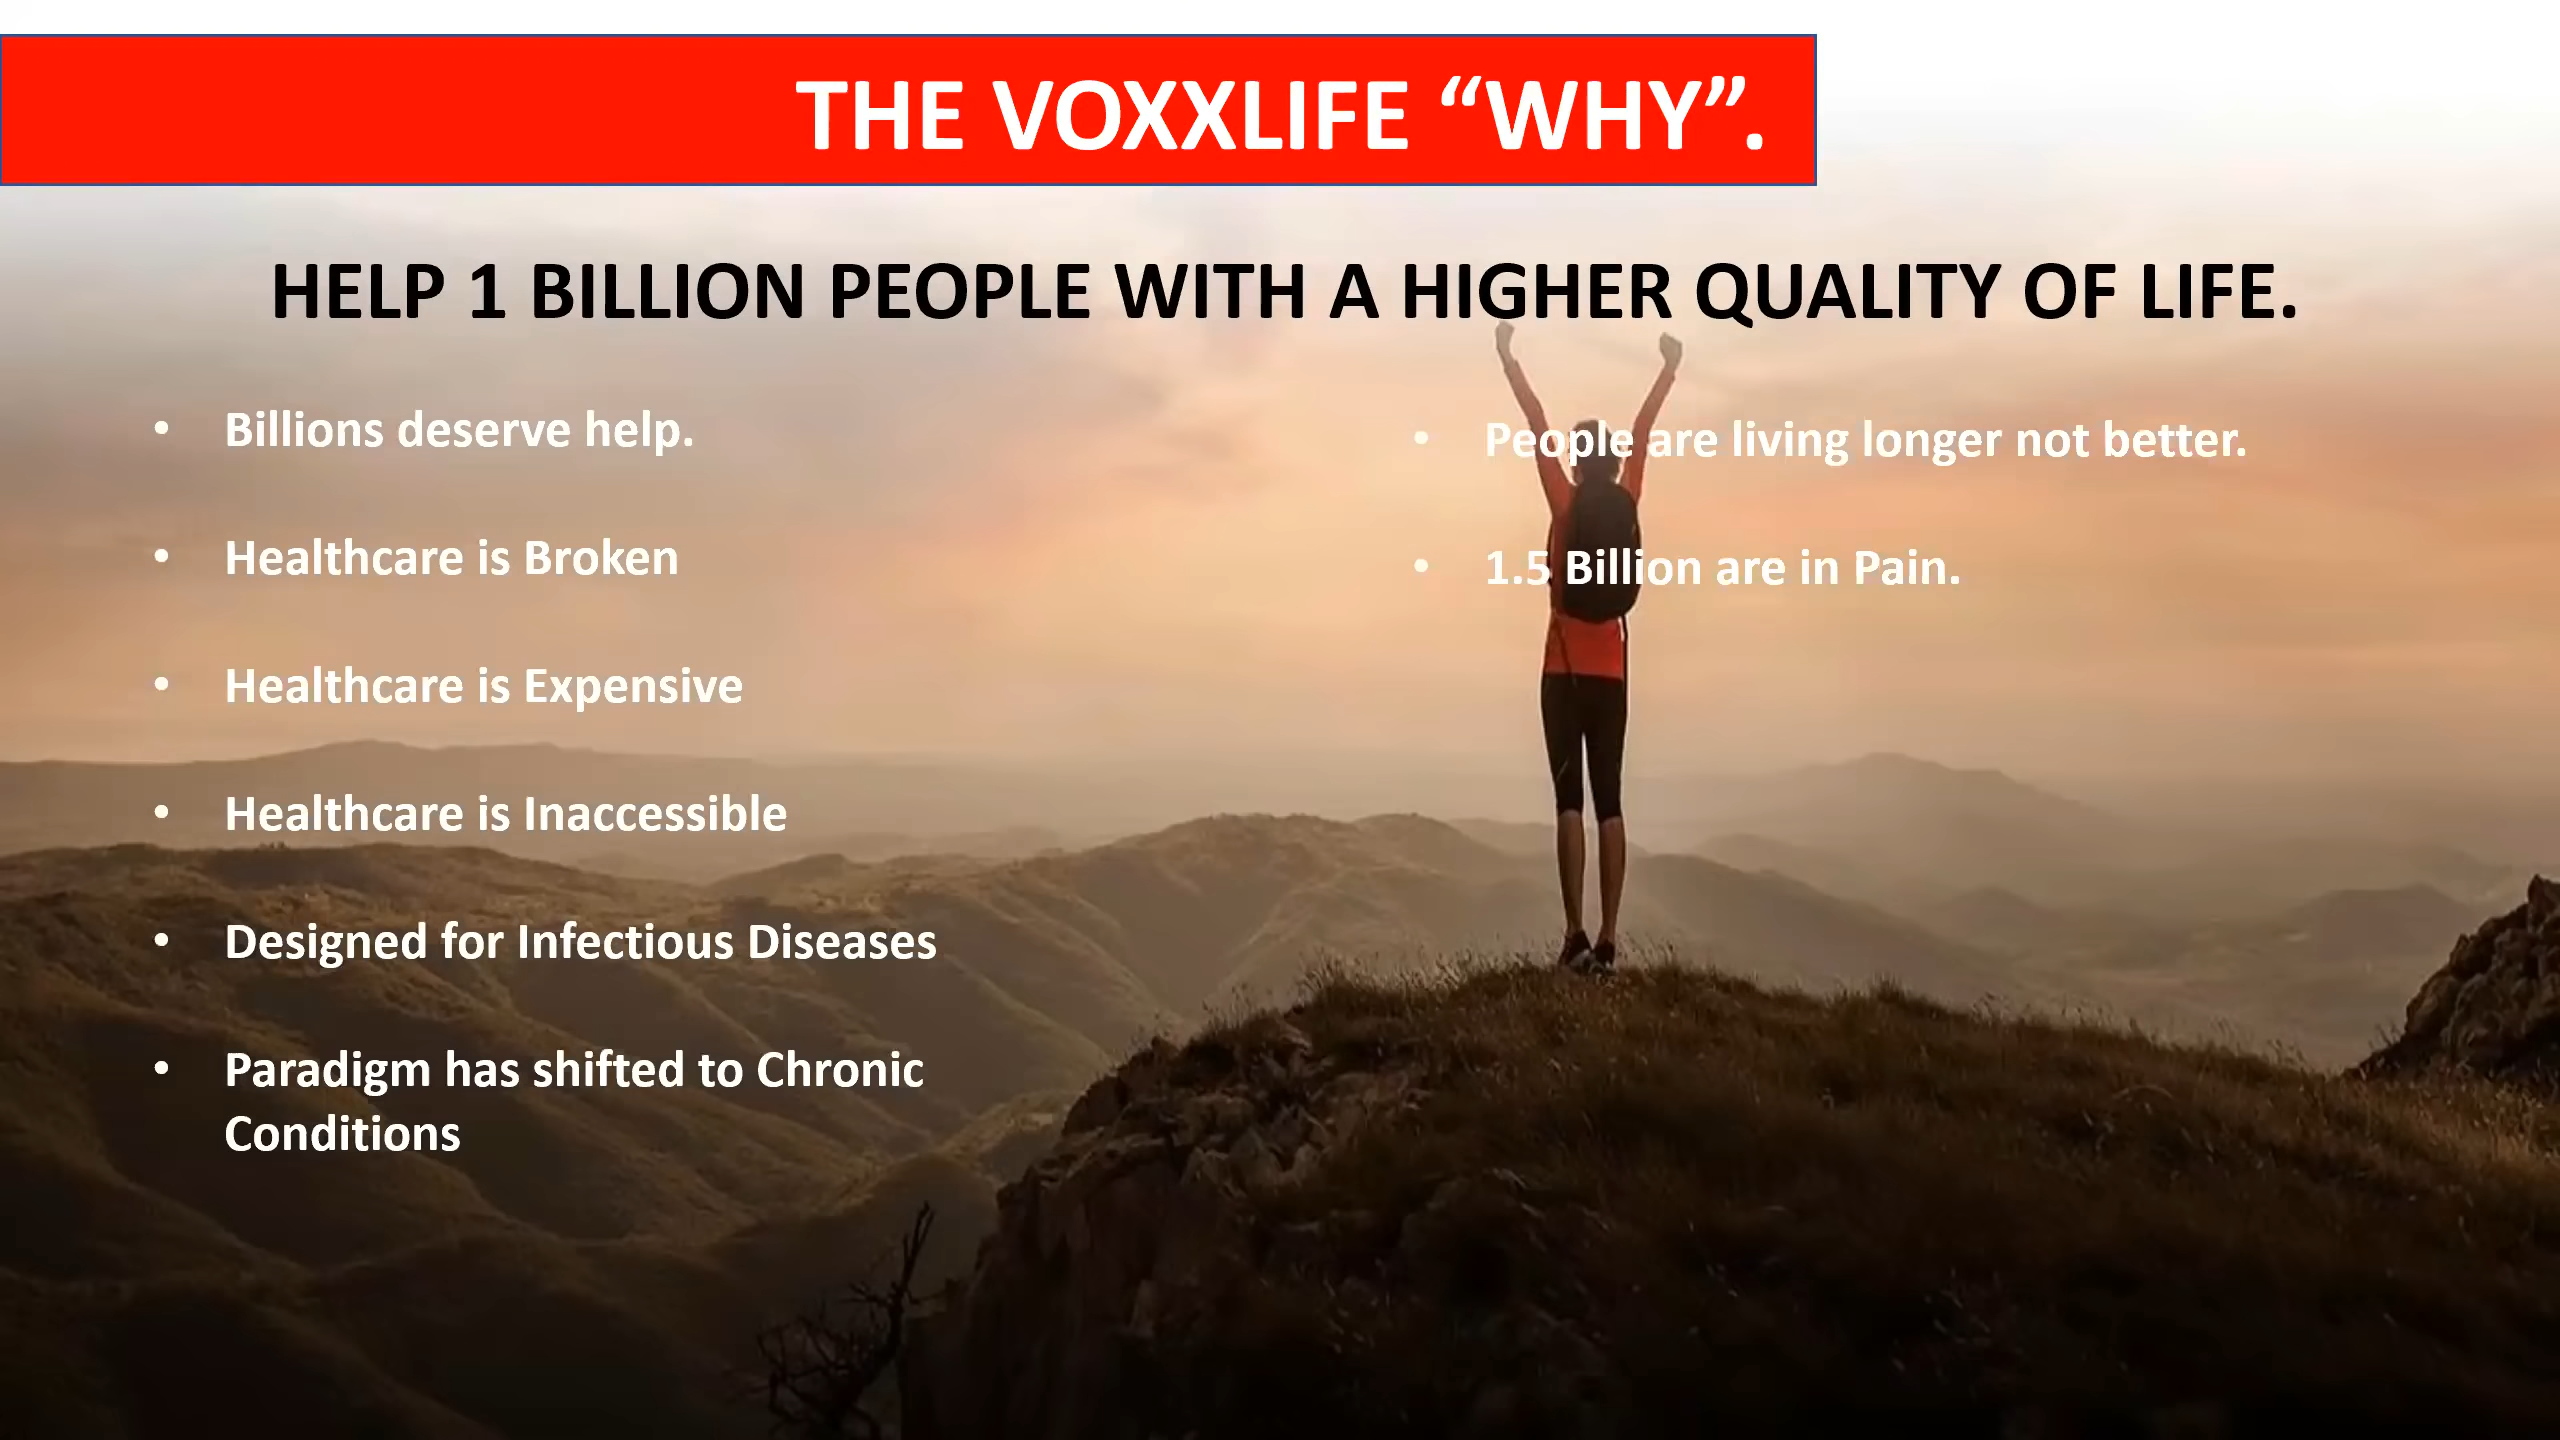 THE VOXXLIFE “WHY”.
HELP 1 BILLION PEOPLE WITH A HIGHER QUALITY OF LIFE.
• Billions deserve help.
• Healthcare is Broken
• Healthcare is Expensive
• Healthcare is Inaccessible
• Designed for Infectious Diseases
• Paradigm has shifted to Chronic
Conditions
• People are living longer not better.
• 1.5 Billion are in Pain.